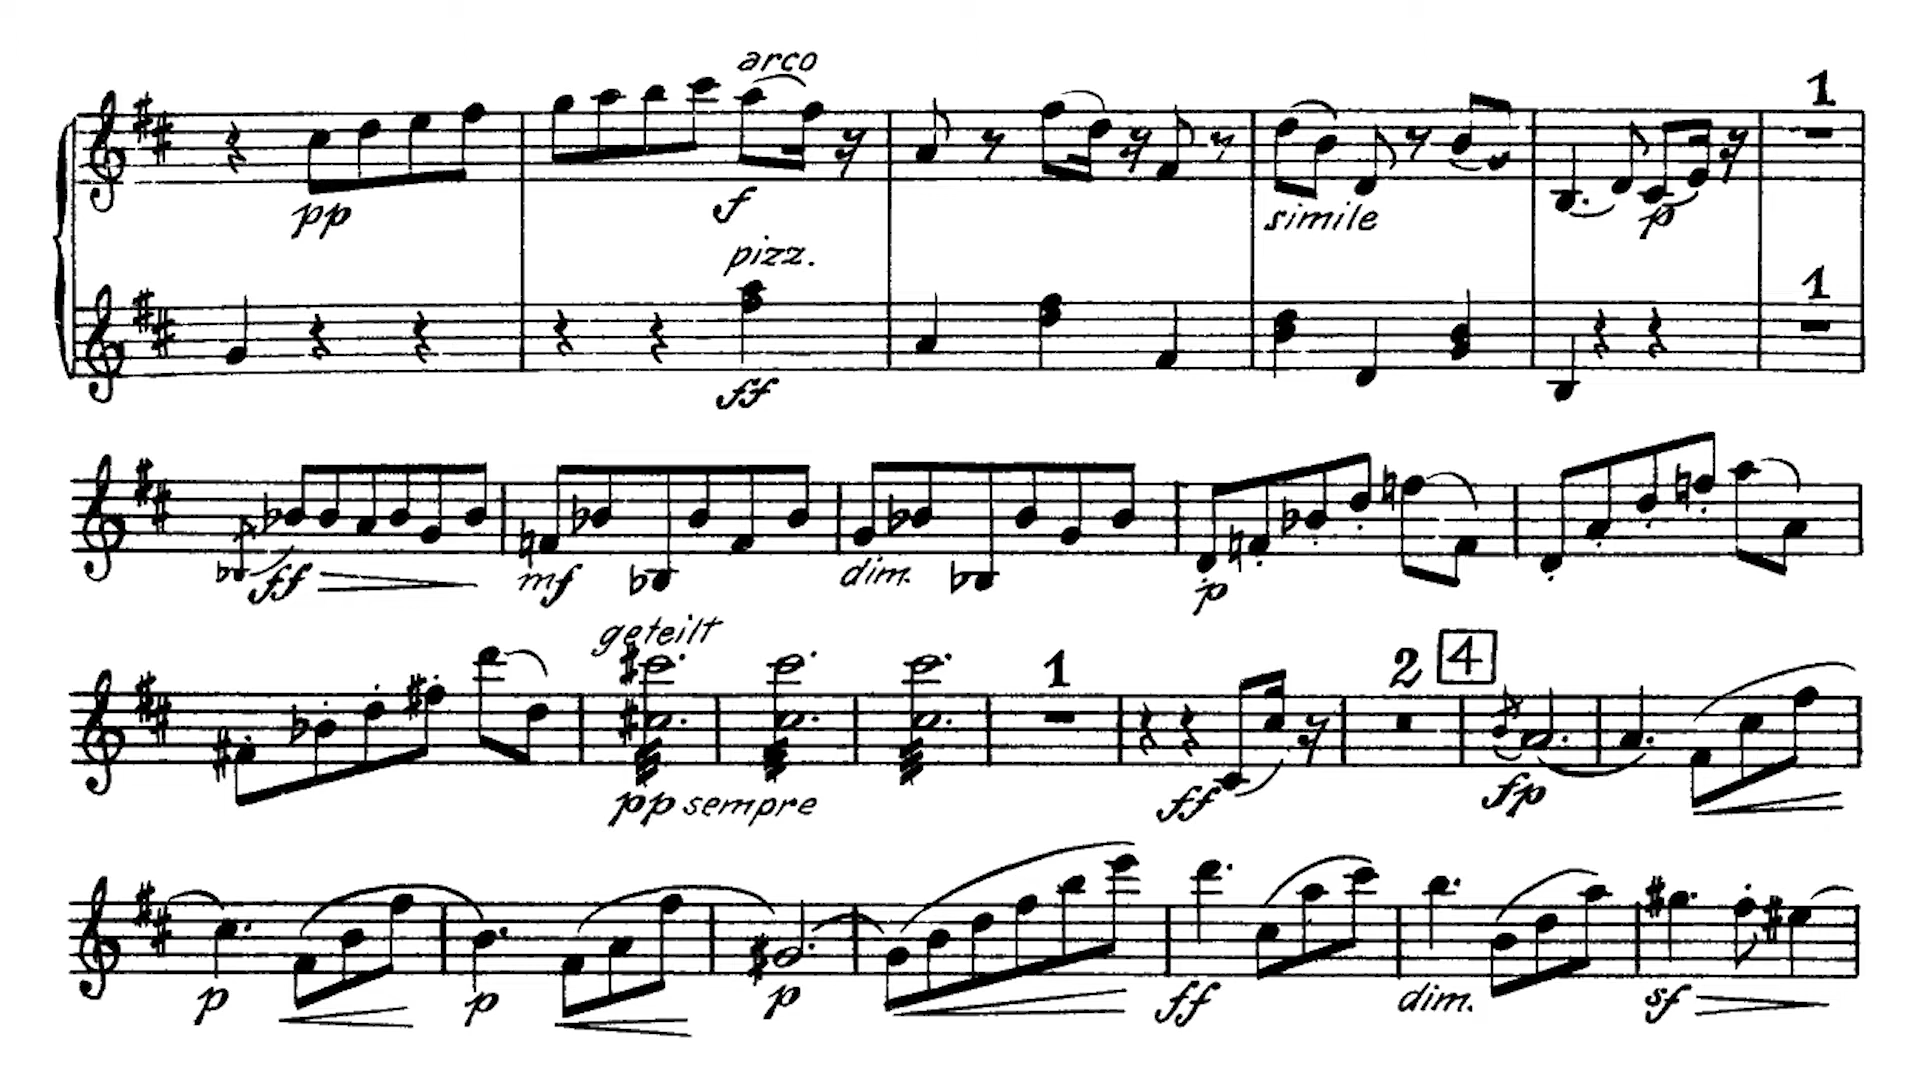 arco
1
pp f simile p
pizz.
1
ff
ff mf dim. p
geteilt
1 2 4
pp sempre ff fp
p p p ff dim. sf